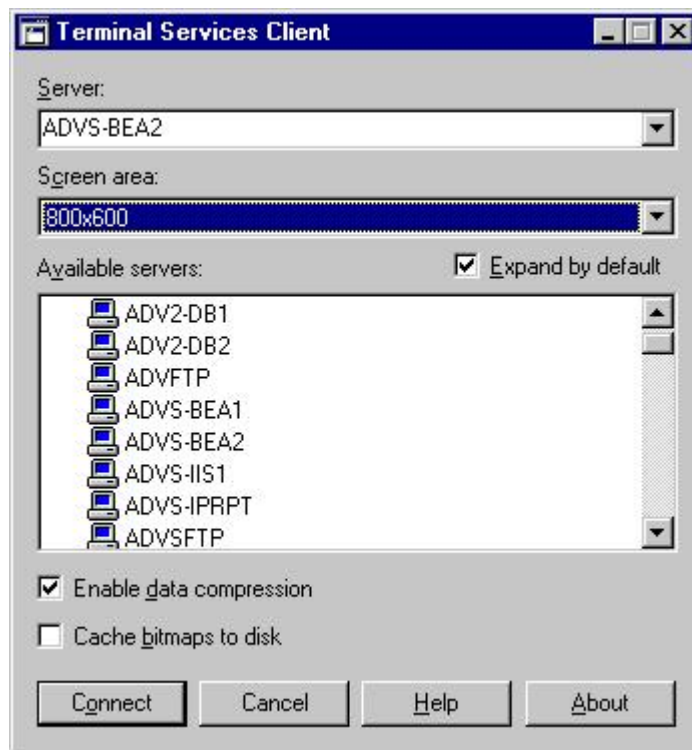 Terminal Services Client
Server:
ADVS-BEA2
Screen area:
800x600
Available servers:
Expand by default
ADV2-DB1
ADV2-DB2
ADVFTP
ADVS-BEA1
ADVS-BEA2
ADVS-IIS1
ADVS-IPRPT
ADVSFTP
Enable data compression
Cache bitmaps to disk
Connect Cancel Help About